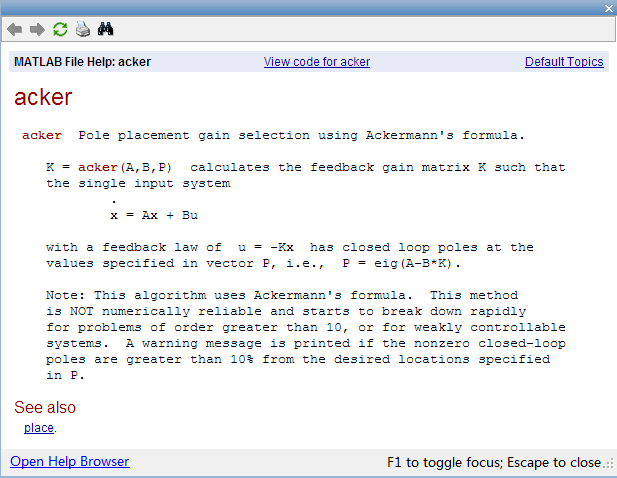 MATLAB File Help: acker View code for acker Default Topics
acker
acker Pole placement gain selection using Ackermann's formula.
K = acker(A,B,P) calculates the feedback gain matrix K such that
the single input system
.
x = Ax + Bu
with a feedback law of u = -Kx has closed loop poles at the
values specified in vector P, i.e., P = eig(A-B*K).
Note: This algorithm uses Ackermann's formula. This method
is NOT numerically reliable and starts to break down rapidly
for problems of order greater than 10, or for weakly controllable
systems. A warning message is printed if the nonzero closed-loop
poles are greater than 10% from the desired locations specified
in P.
See also
place.
Open Help Browser F1 to toggle focus; Escape to close